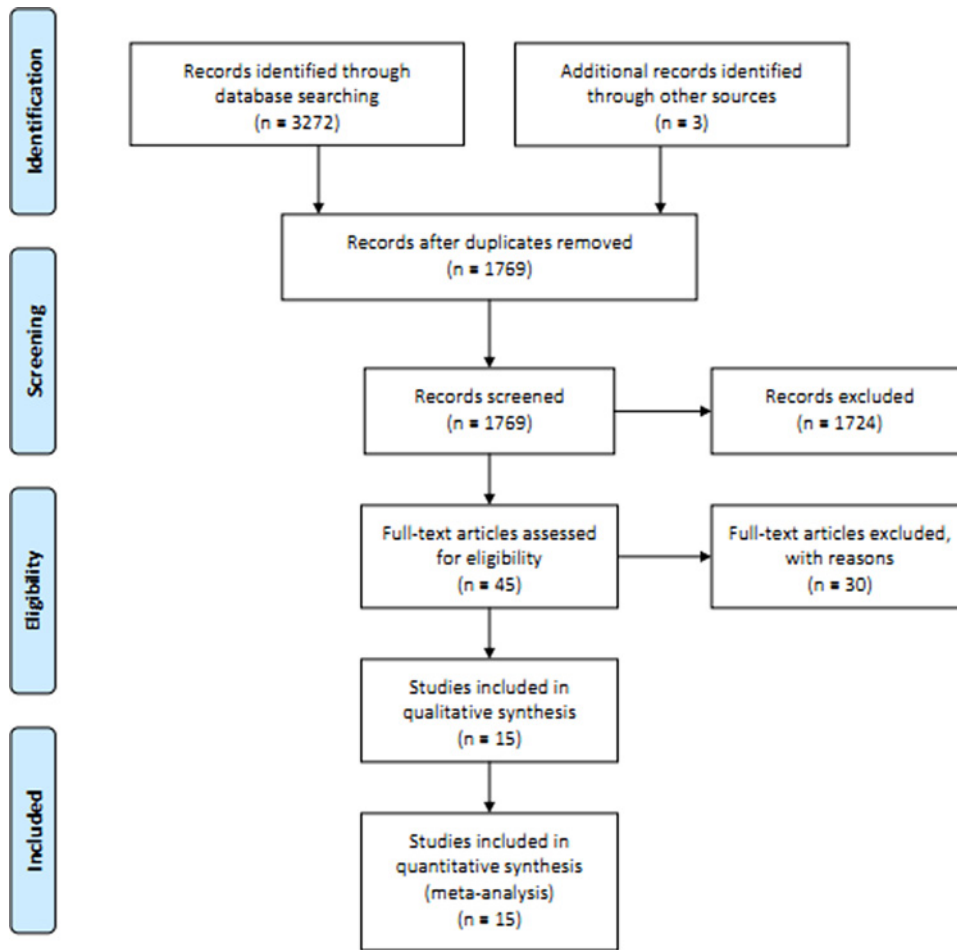 Identification
Records identified through
database searching
(n = 3272)
Additional records identified
through other sources
(n = 3)
Records after duplicates removed
(n = 1769)
Screening
Records screened
(n = 1769)
Records excluded
(n = 1724)
Eligibility
Full-text articles assessed
for eligibility
(n = 45)
Full-text articles excluded,
with reasons
(n = 30)
Studies included in
qualitative synthesis
(n = 15)
Included
Studies included in
quantitative synthesis
(meta-analysis)
(n = 15)